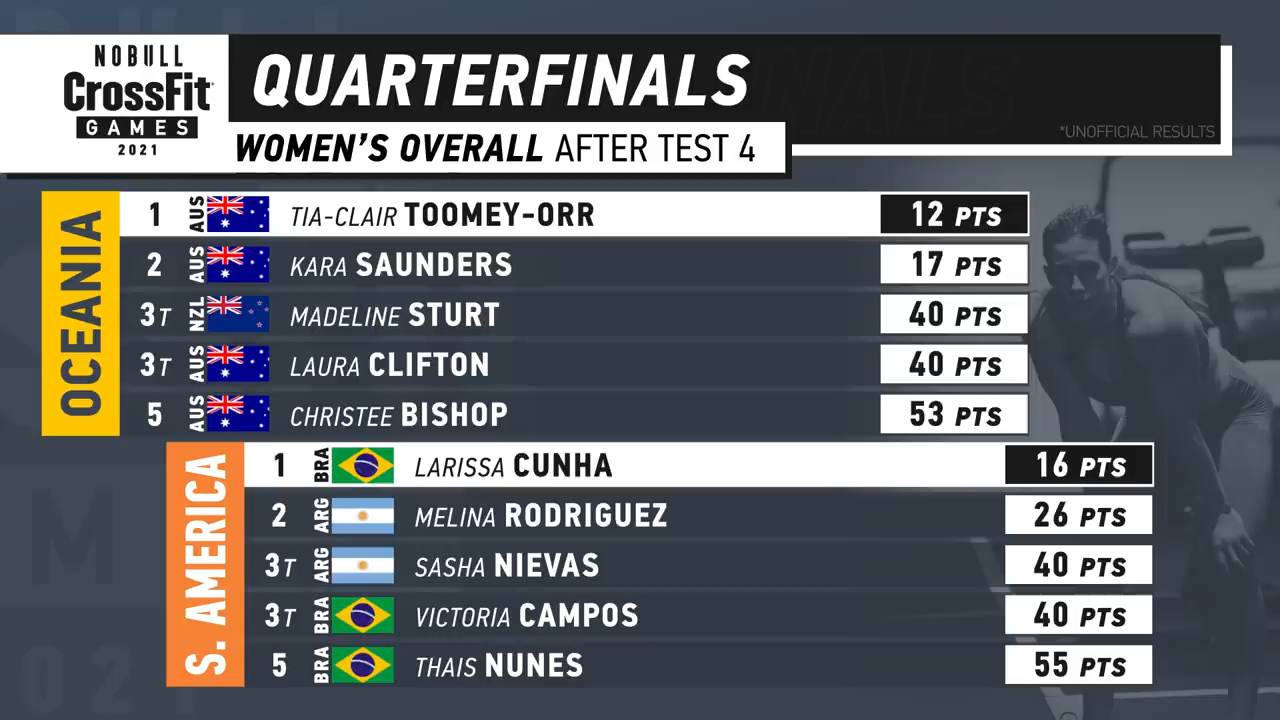 NOBULL
CrossFit
GAMES
2021
QUARTERFINALS
WOMEN'S OVERALL AFTER TEST 4
*UNOFFICIAL RESULTS
OCEANIA
1 AUS TIA-CLAIR TOOMEY-ORR 12 PTS
2 AUS KARA SAUNDERS 17 PTS
3T NZL MADELINE STURT 40 PTS
3T AUS LAURA CLIFTON 40 PTS
5 AUS CHRISTEE BISHOP 53 PTS
S. AMERICA
1 BRA LARISSA CUNHA 16 PTS
2 ARG MELINA RODRIGUEZ 26 PTS
3T ARG SASHA NIEVAS 40 PTS
3T BRA VICTORIA CAMPOS 40 PTS
5 BRA THAIS NUNES 55 PTS